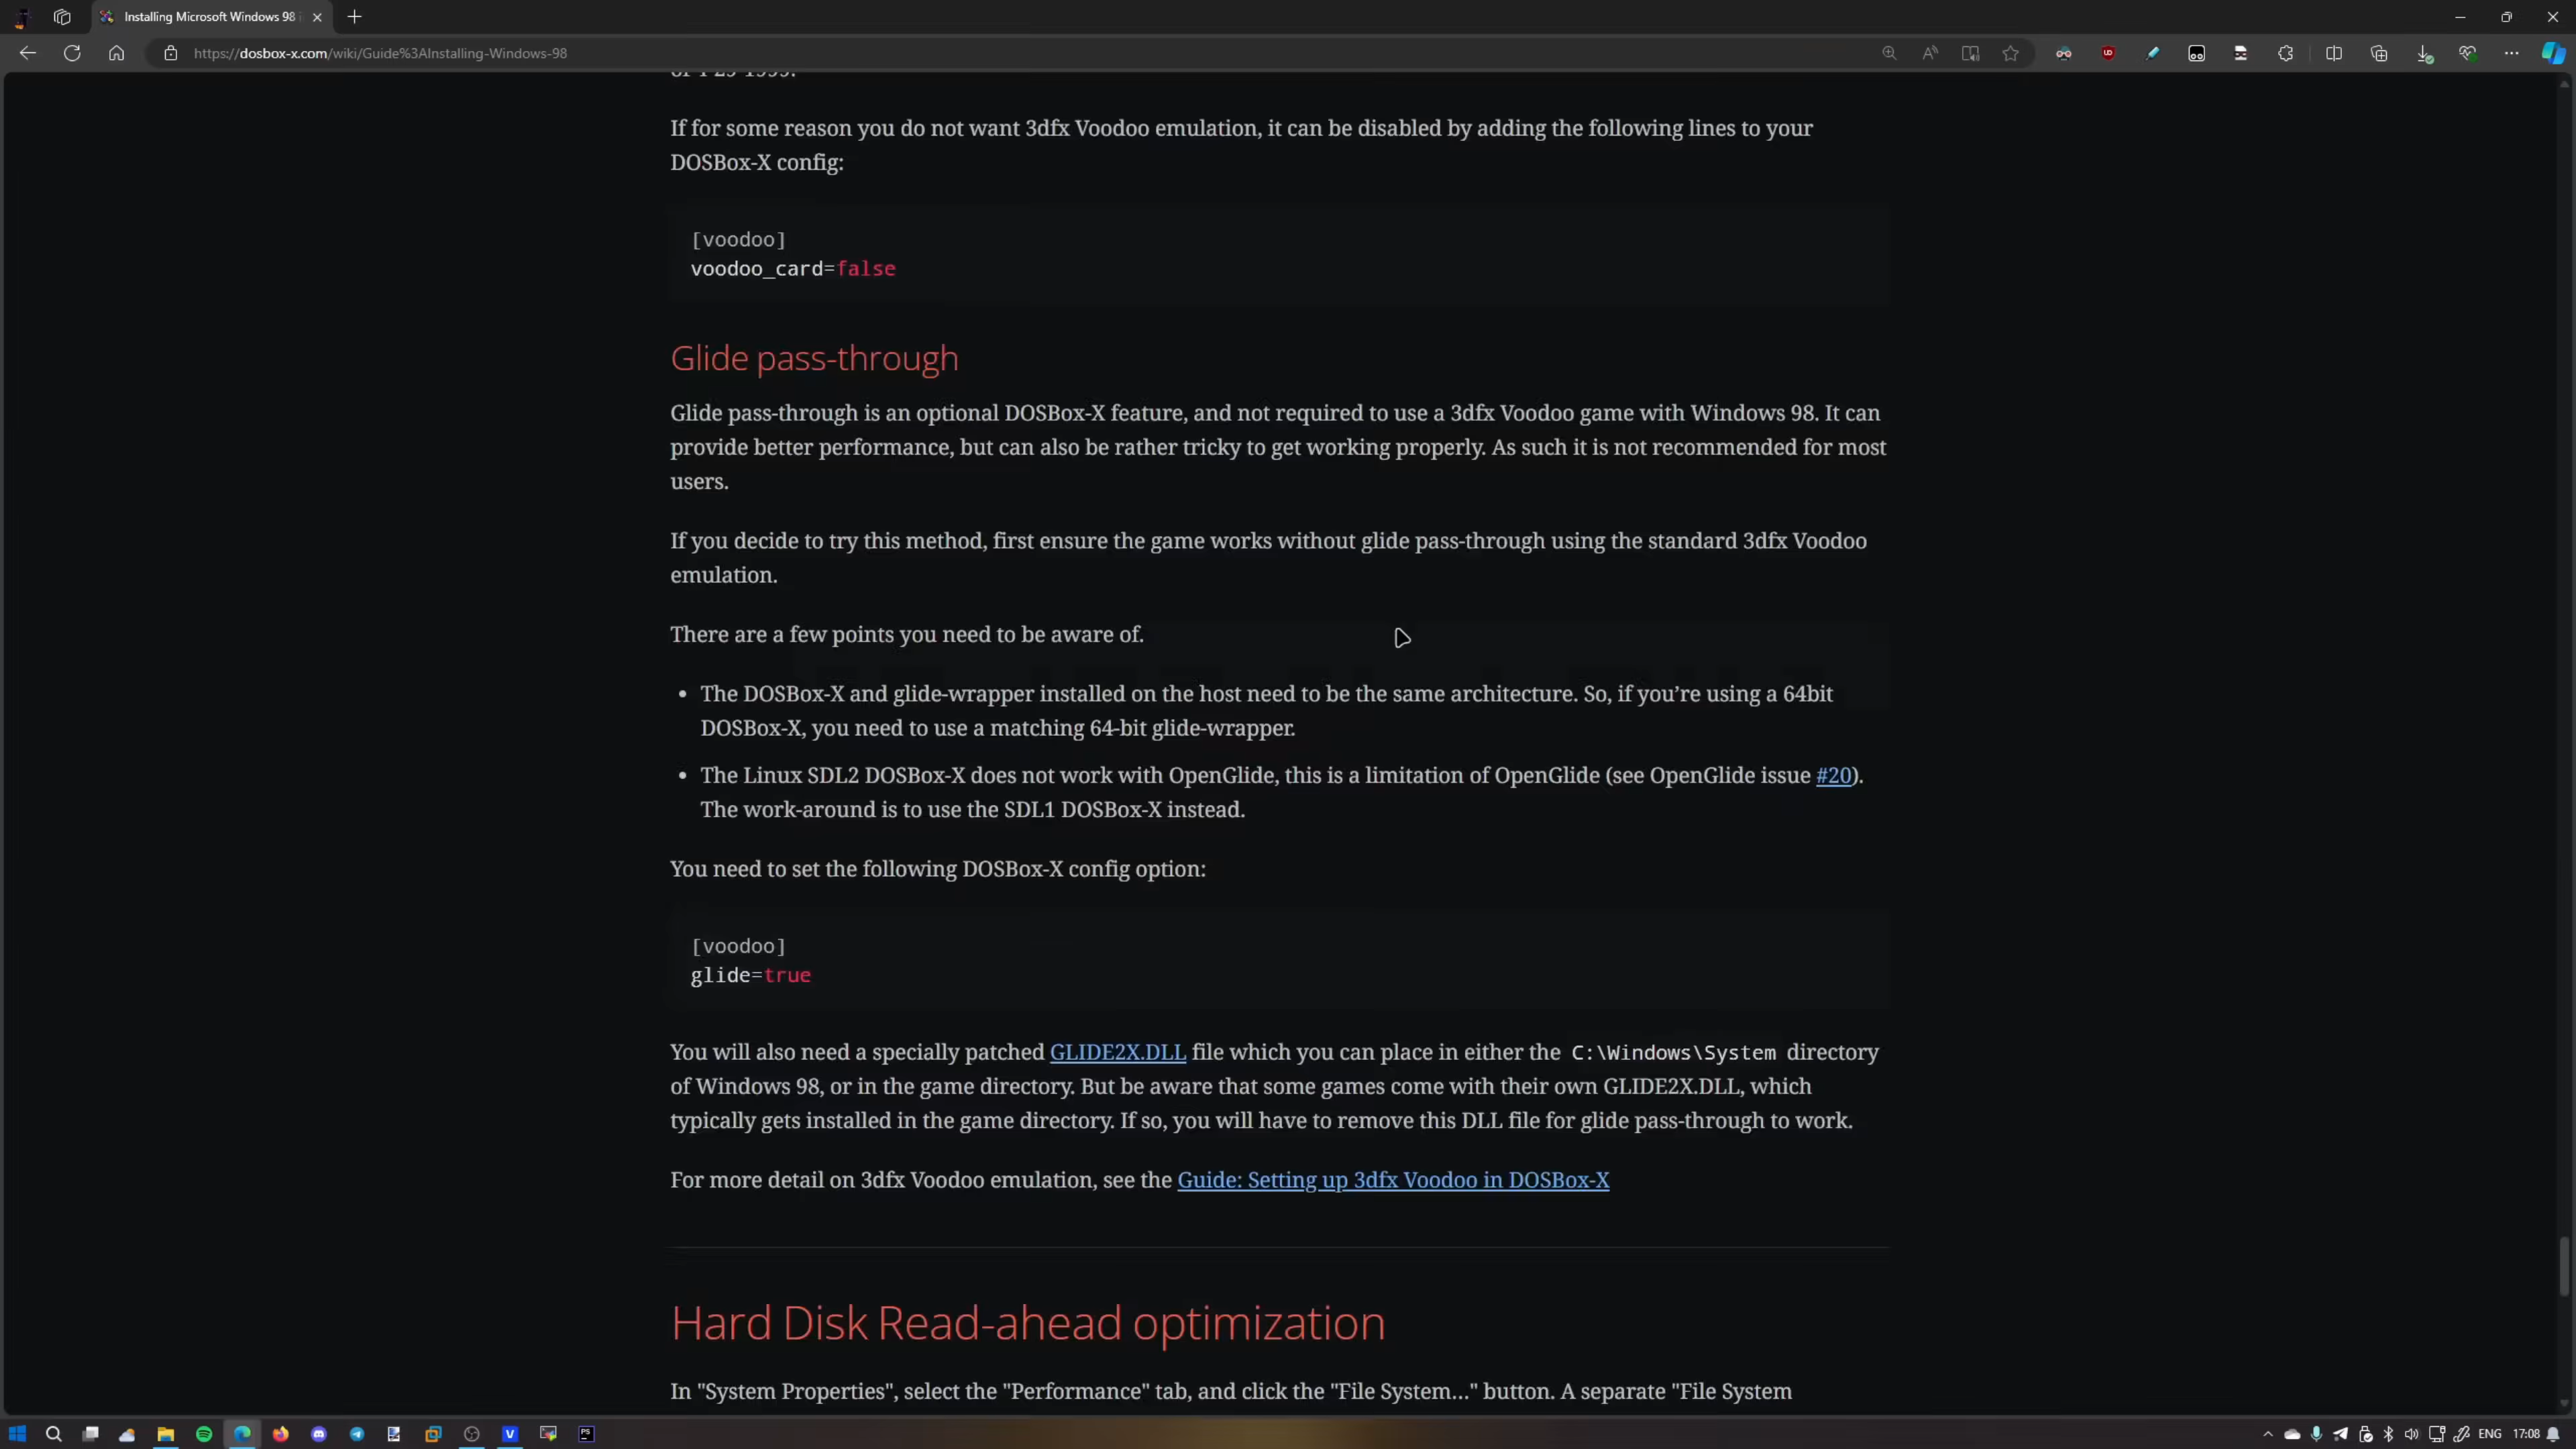 Installing Microsoft Windows 98 i
https://dosbox-x.com/wiki/Guide%3AInstalling-Windows-98
or 1-29-1999.
If for some reason you do not want 3dfx Voodoo emulation, it can be disabled by adding the following lines to your
DOSBox-X config:
[voodoo]
voodoo_card=false
Glide pass-through
Glide pass-through is an optional DOSBox-X feature, and not required to use a 3dfx Voodoo game with Windows 98. It can
provide better performance, but can also be rather tricky to get working properly. As such it is not recommended for most
users.
If you decide to try this method, first ensure the game works without glide pass-through using the standard 3dfx Voodoo
emulation.
There are a few points you need to be aware of.
• The DOSBox-X and glide-wrapper installed on the host need to be the same architecture. So, if you’re using a 64bit
DOSBox-X, you need to use a matching 64-bit glide-wrapper.
• The Linux SDL2 DOSBox-X does not work with OpenGlide, this is a limitation of OpenGlide (see OpenGlide issue #20).
The work-around is to use the SDL1 DOSBox-X instead.
You need to set the following DOSBox-X config option:
[voodoo]
glide=true
You will also need a specially patched GLIDE2X.DLL file which you can place in either the C:\Windows\System directory
of Windows 98, or in the game directory. But be aware that some games come with their own GLIDE2X.DLL, which
typically gets installed in the game directory. If so, you will have to remove this DLL file for glide pass-through to work.
For more detail on 3dfx Voodoo emulation, see the Guide: Setting up 3dfx Voodoo in DOSBox-X
Hard Disk Read-ahead optimization
In "System Properties", select the "Performance" tab, and click the "File System…" button. A separate "File System
ENG 17:08